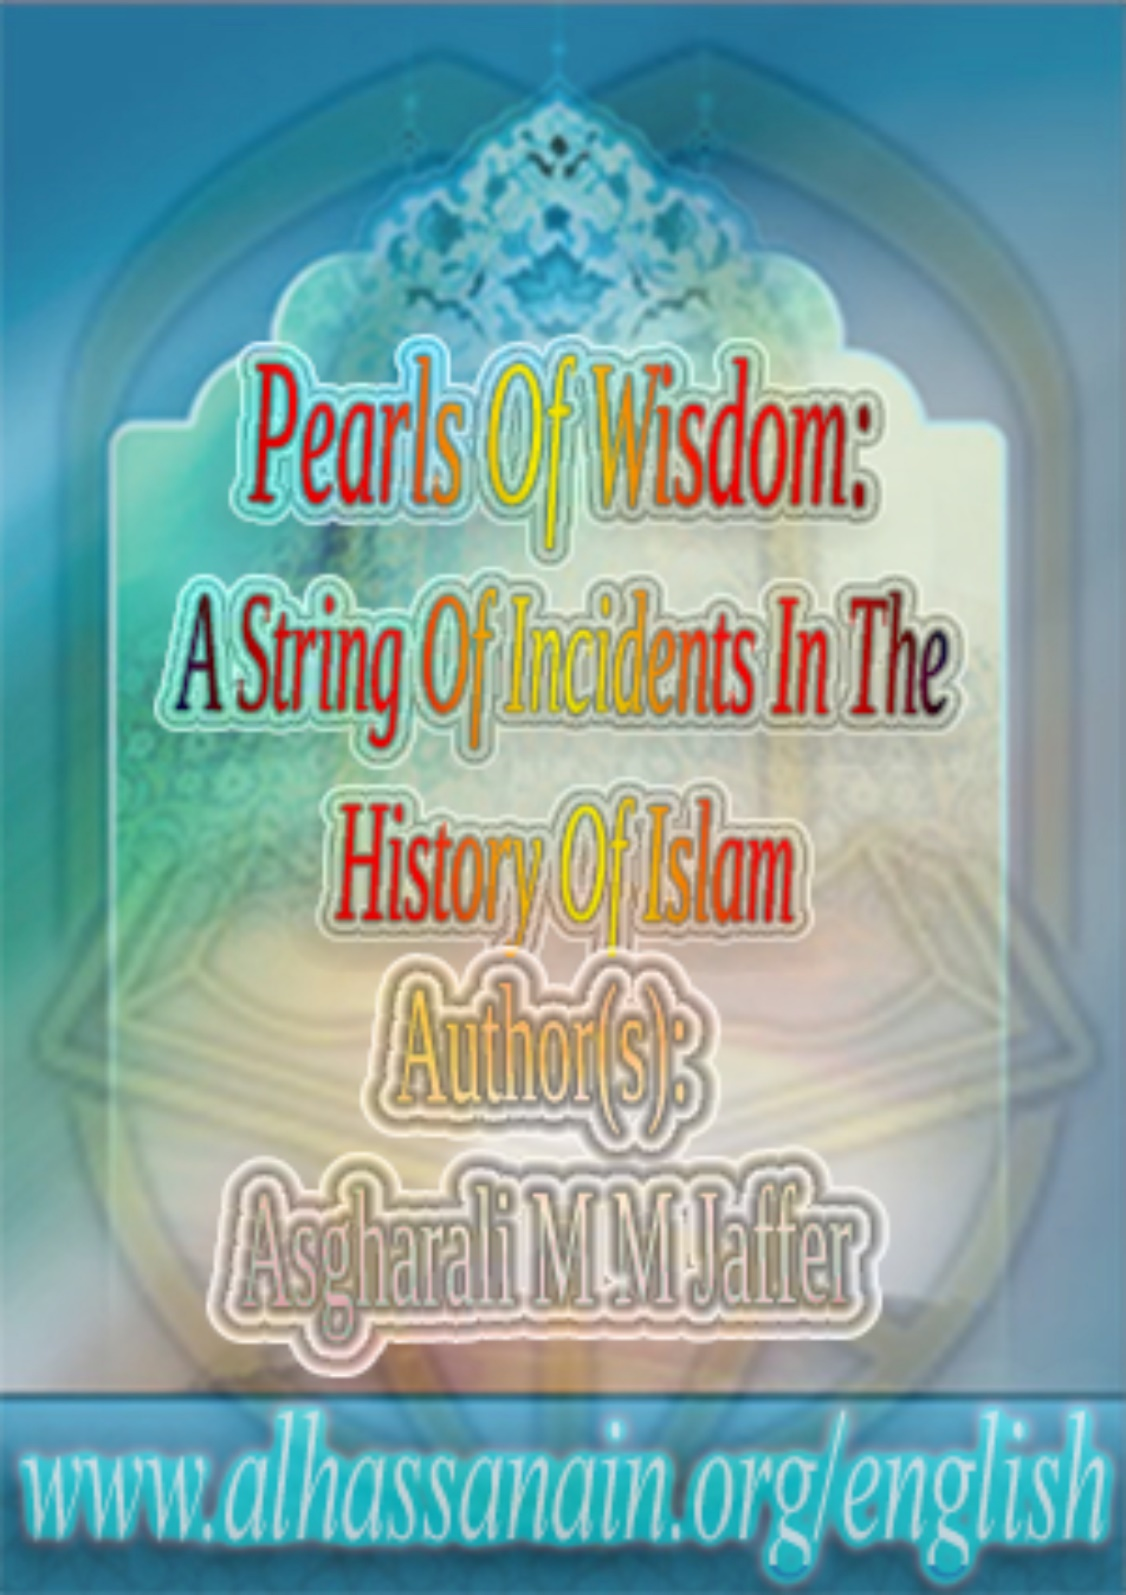 Pearls Of Wisdom:
A String Of Incidents In The
History Of Islam
Author(s):
Asgharali M M Jaffer
www.alhassanain.org/english